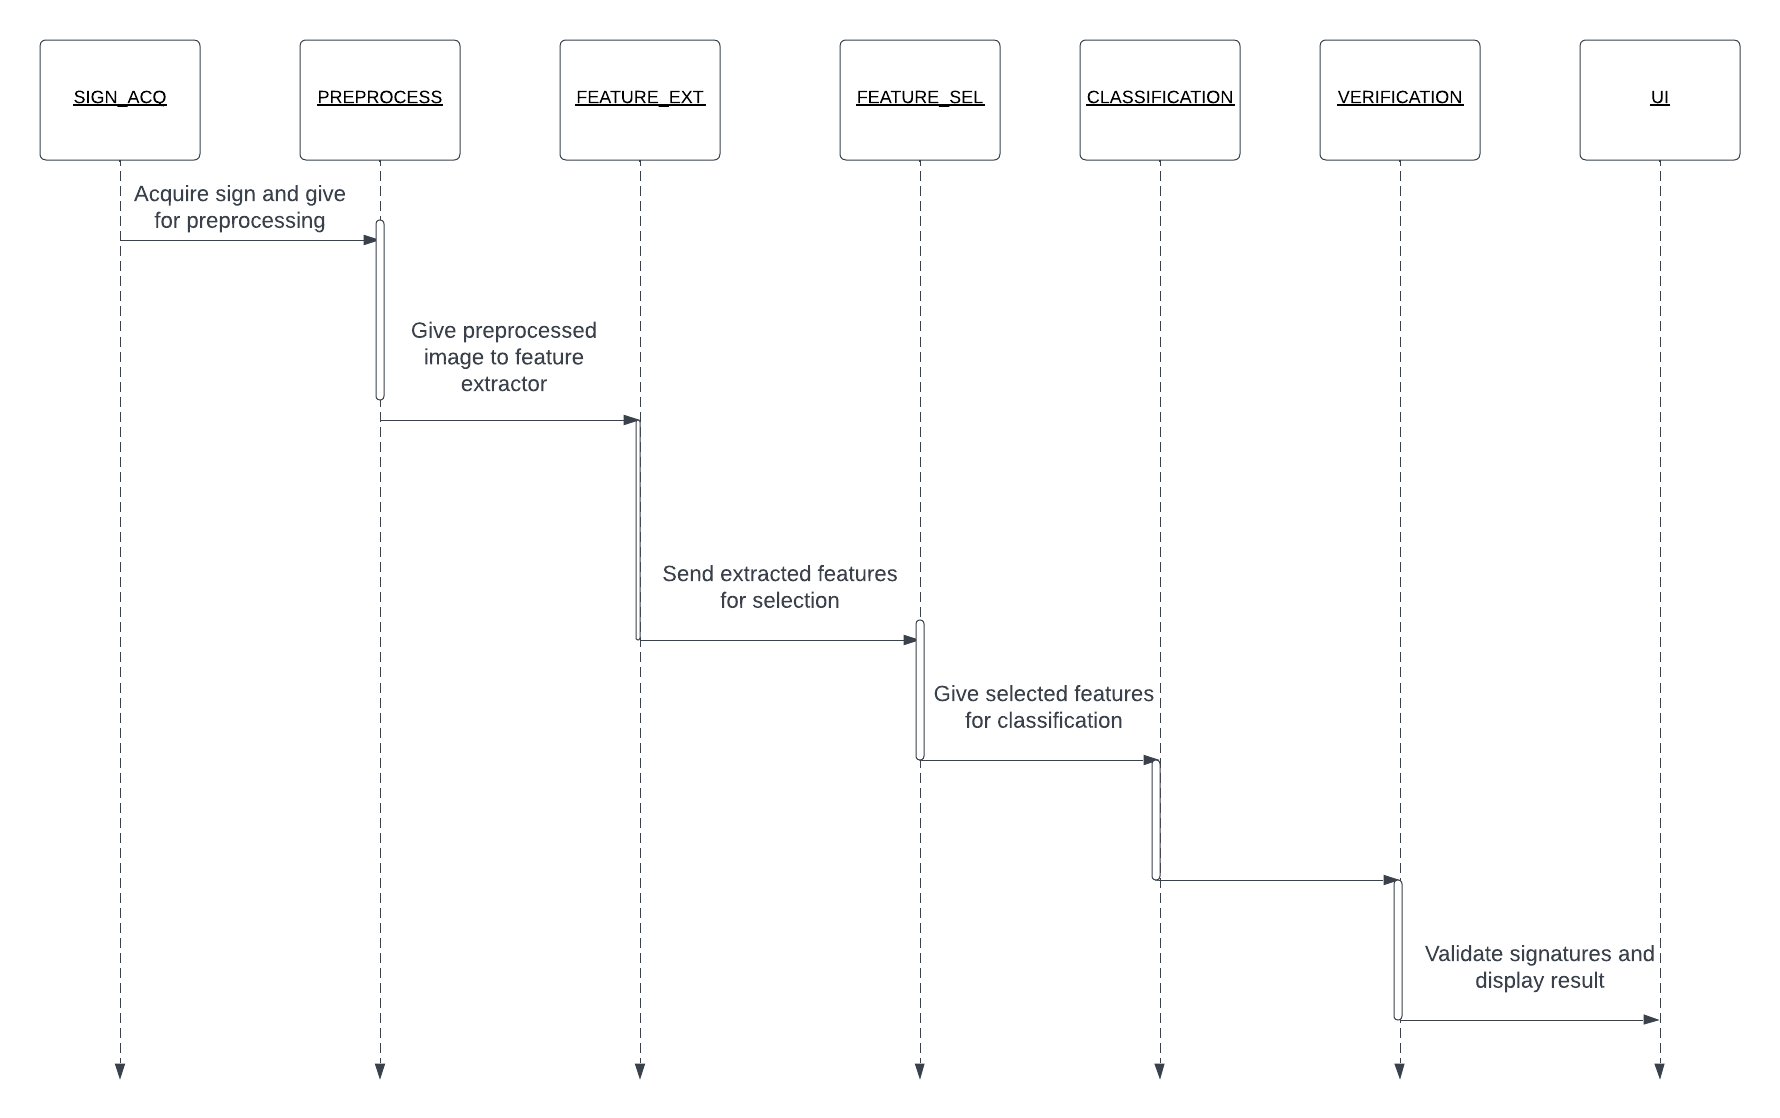 SIGN_ACQ
PREPROCESS
FEATURE_EXT
FEATURE_SEL
CLASSIFICATION
VERIFICATION
UI
Acquire sign and give
for preprocessing
Give preprocessed
image to feature
extractor
Send extracted features
for selection
Give selected features
for classification
Validate signatures and
display result